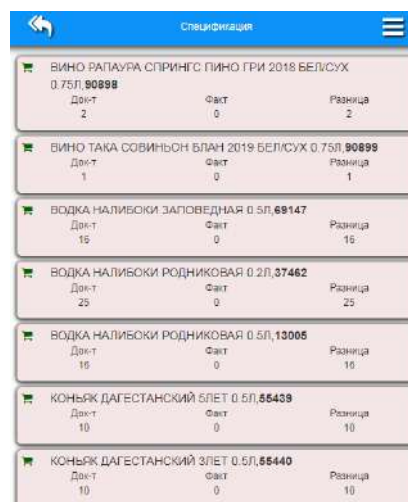 Спецификация
ВИНО РАПАУРА СПРИНГС ПИНО ГРИ 2018 БЕЛ/СУХ
0.75Л,90898
Док-т Факт Разница
2 0 2
ВИНО ТАКА СОВИНЬОН БЛАН 2019 БЕЛ/СУХ 0.75Л,90899
Док-т Факт Разница
1 0 1
ВОДКА НАЛИБОКИ ЗАПОВЕДНАЯ 0.5Л,69147
Док-т Факт Разница
16 0 16
ВОДКА НАЛИБОКИ РОДНИКОВАЯ 0.2Л,37462
Док-т Факт Разница
25 0 25
ВОДКА НАЛИБОКИ РОДНИКОВАЯ 0.5Л,13005
Док-т Факт Разница
16 0 16
КОНЬЯК ДАГЕСТАНСКИЙ 5ЛЕТ 0.5Л,55439
Док-т Факт Разница
10 0 10
КОНЬЯК ДАГЕСТАНСКИЙ 3ЛЕТ 0.5Л,55440
Док-т Факт Разница
10 0 10